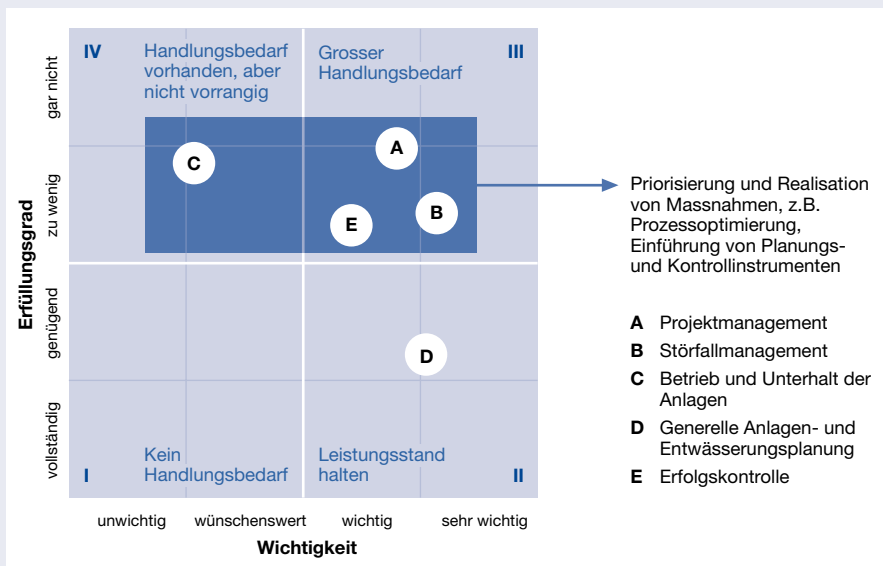 IV
Handlungsbedarf
vorhanden, aber
nicht vorrangig
Grosser
Handlungsbedarf
III
gar nicht
zu wenig
genügend
vollständig
Erfüllungsgrad
A
C
B
E
D
Priorisierung und Realisation
von Massnahmen, z.B.
Prozessoptimierung,
Einführung von Planungs-
und Kontrollinstrumenten
I
Kein
Handlungsbedarf
Leistungsstand
halten
II
unwichtig
wünschenswert
wichtig
sehr wichtig
Wichtigkeit
A Projektmanagement
B Störfallmanagement
C Betrieb und Unterhalt der
Anlagen
D Generelle Anlagen- und
Entwässerungsplanung
E Erfolgskontrolle